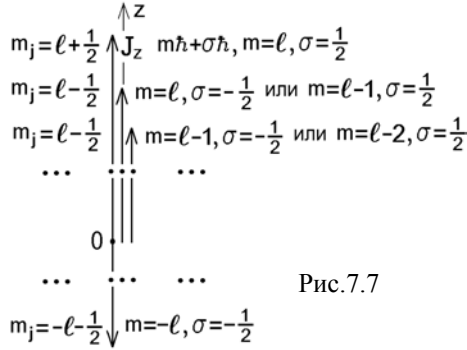 z
m_j=ℓ+1/2 J_z mħ+σħ, m=ℓ, σ=1/2
m_j=ℓ-1/2 m=ℓ, σ=-1/2 или m=ℓ-1, σ=1/2
m_j=ℓ-1/2 m=ℓ-1, σ=-1/2 или m=ℓ-2, σ=1/2
... ... ...
0
... ... ...
Рис.7.7
m_j=-ℓ-1/2 m=-ℓ, σ=-1/2